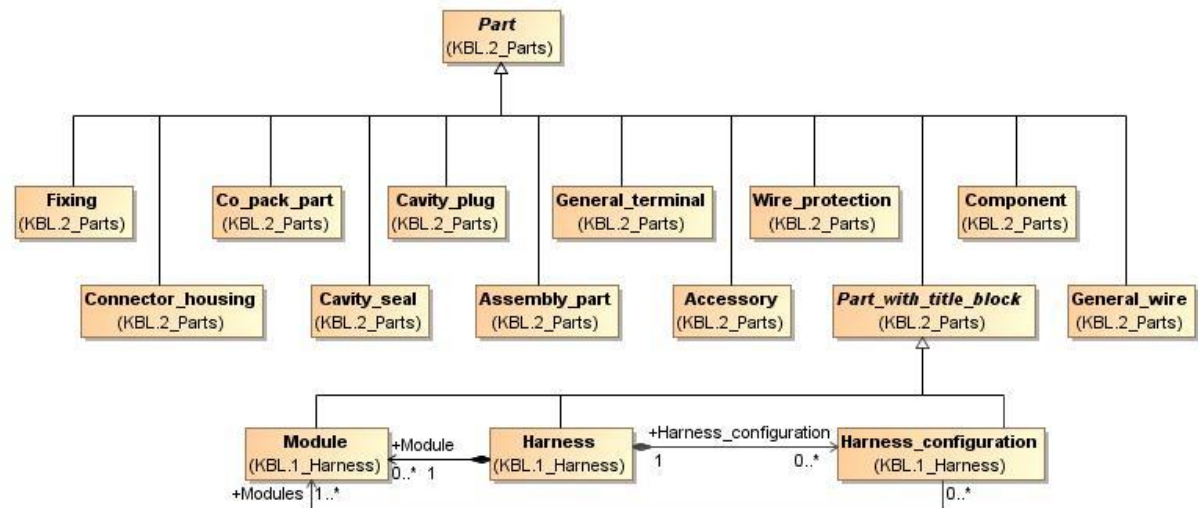 Part
(KBL.2_Parts)
Fixing
(KBL.2_Parts)
Co_pack_part
(KBL.2_Parts)
Cavity_plug
(KBL.2_Parts)
General_terminal
(KBL.2_Parts)
Wire_protection
(KBL.2_Parts)
Component
(KBL.2_Parts)
Connector_housing
(KBL.2_Parts)
Cavity_seal
(KBL.2_Parts)
Assembly_part
(KBL.2_Parts)
Accessory
(KBL.2_Parts)
Part_with_title_block
(KBL.2_Parts)
General_wire
(KBL.2_Parts)
Module
(KBL.1_Harness)
+Module
0..* 1
Harness
(KBL.1_Harness)
+Harness_configuration
1 0..*
Harness_configuration
(KBL.1_Harness)
+Modules 1..*
0..*